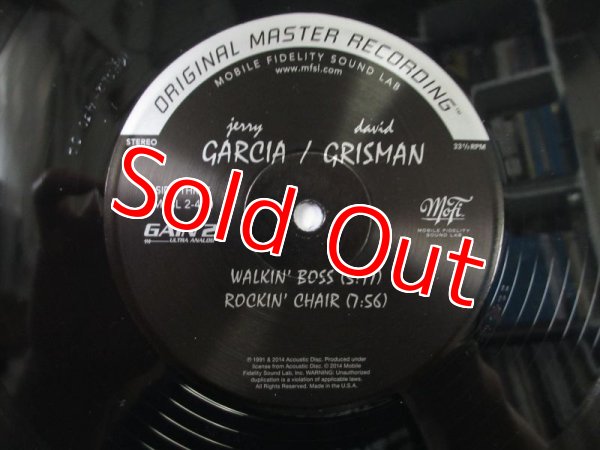 ORIGINAL MASTER RECORDING™
MOBILE FIDELITY SOUND LAB
www.mfsl.com
jerry david
GARCIA / GRISMAN
STEREO
33⅓ RPM
Sold Out
GAIN 2
ULTRA ANALOG
MoFi
MOBILE FIDELITY
SOUND LAB
WALKIN' BOSS
ROCKIN' CHAIR (7:56)
℗ 1991 & 2014 Acoustic Disc. Produced under
license from Acoustic Disc. © 2014 Mobile
Fidelity Sound Lab, Inc. WARNING: Unauthorized
duplication is a violation of applicable laws.
All Rights Reserved. Made in the U.S.A.